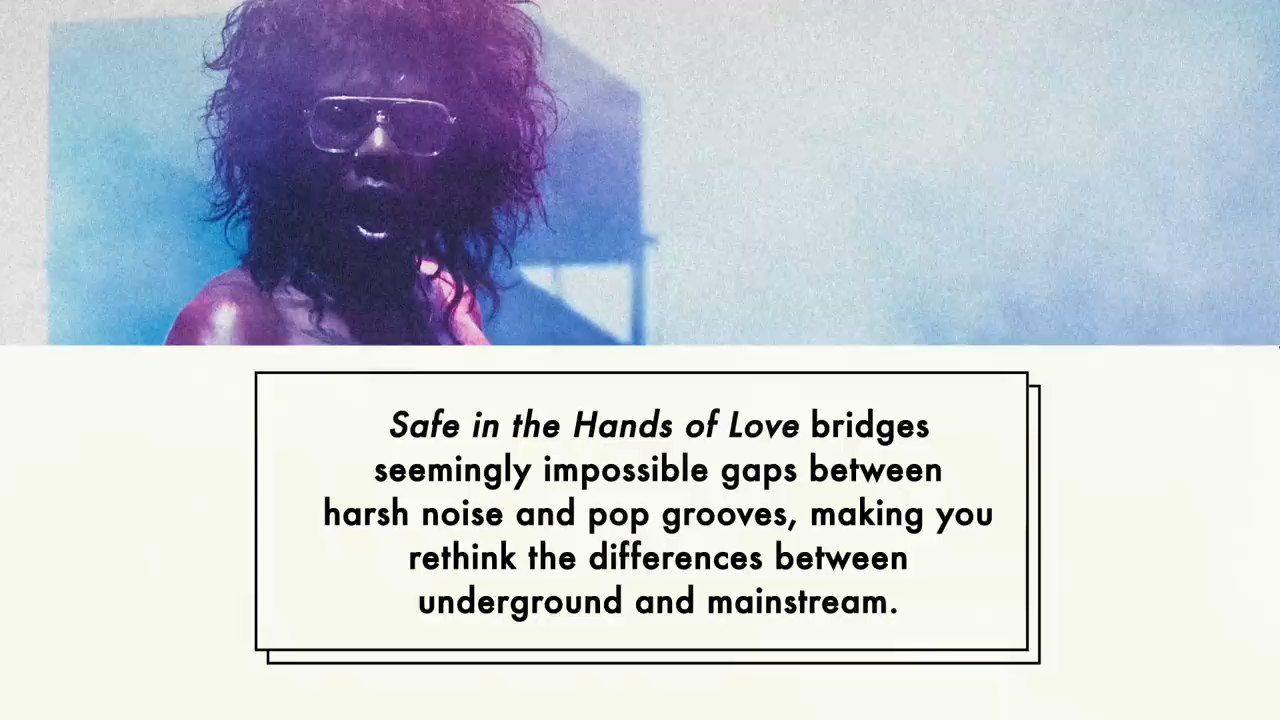 Safe in the Hands of Love bridges
seemingly impossible gaps between
harsh noise and pop grooves, making you
rethink the differences between
underground and mainstream.